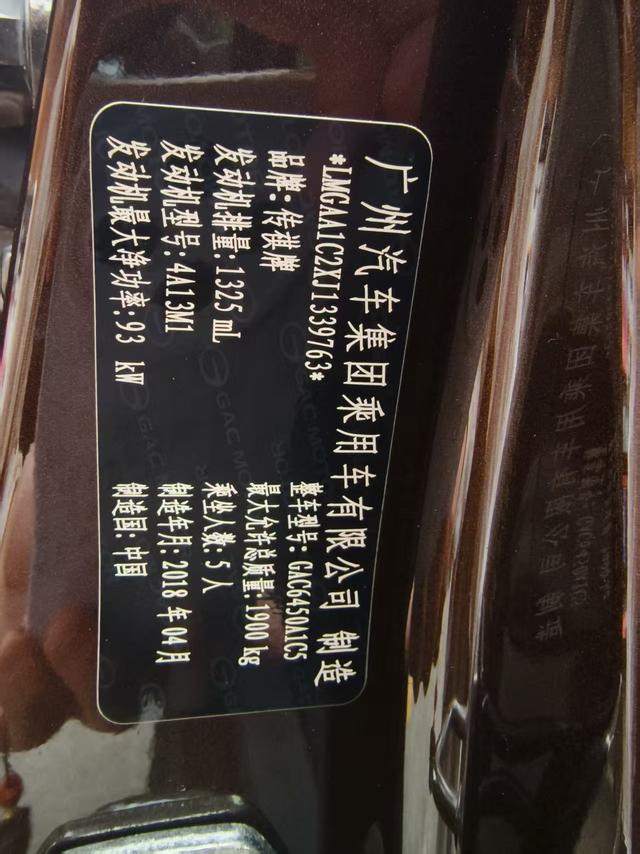 广州汽车集团乘用车有限公司 制造
*LMGAA1C2XJ1339763*
品牌: 传祺牌 整车型号: GAC6450A1C5
发动机排量: 1325 mL 最大允许总质量: 1900 kg
发动机型号: 4A13M1 乘坐人数: 5 人
发动机最大净功率: 93 kW 制造年月: 2018 年 04 月
制造国: 中国
GAC MOTOR